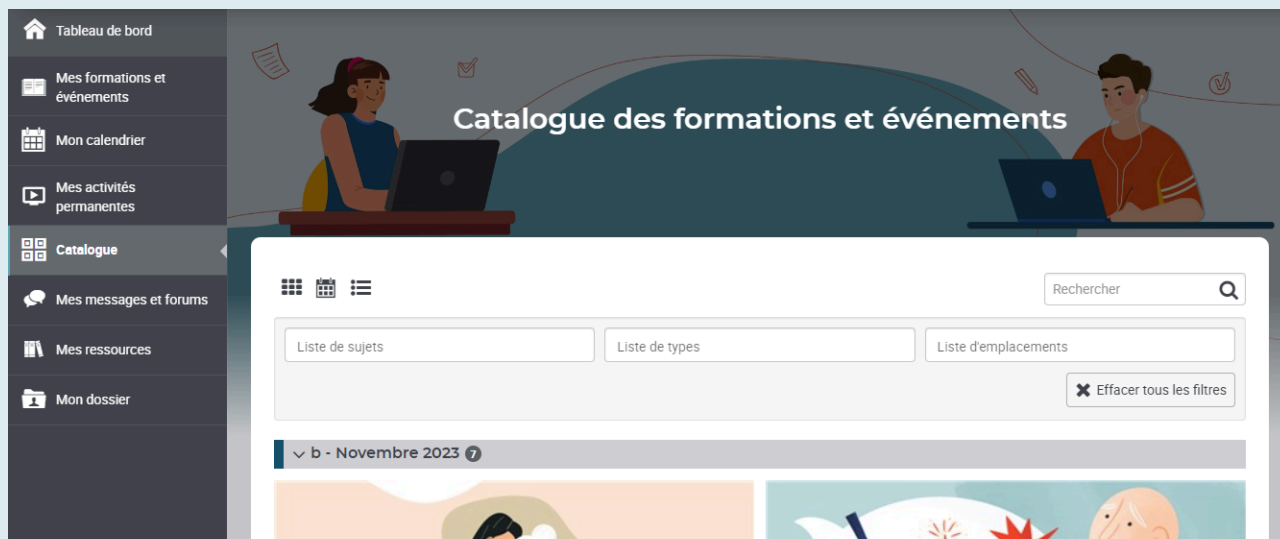 Tableau de bord
Mes formations et
événements
Mon calendrier
Mes activités
permanentes
Catalogue
Mes messages et forums
Mes ressources
Mon dossier
Catalogue des formations et événements
Rechercher
Liste de sujets
Liste de types
Liste d'emplacements
Effacer tous les filtres
b - Novembre 2023 7